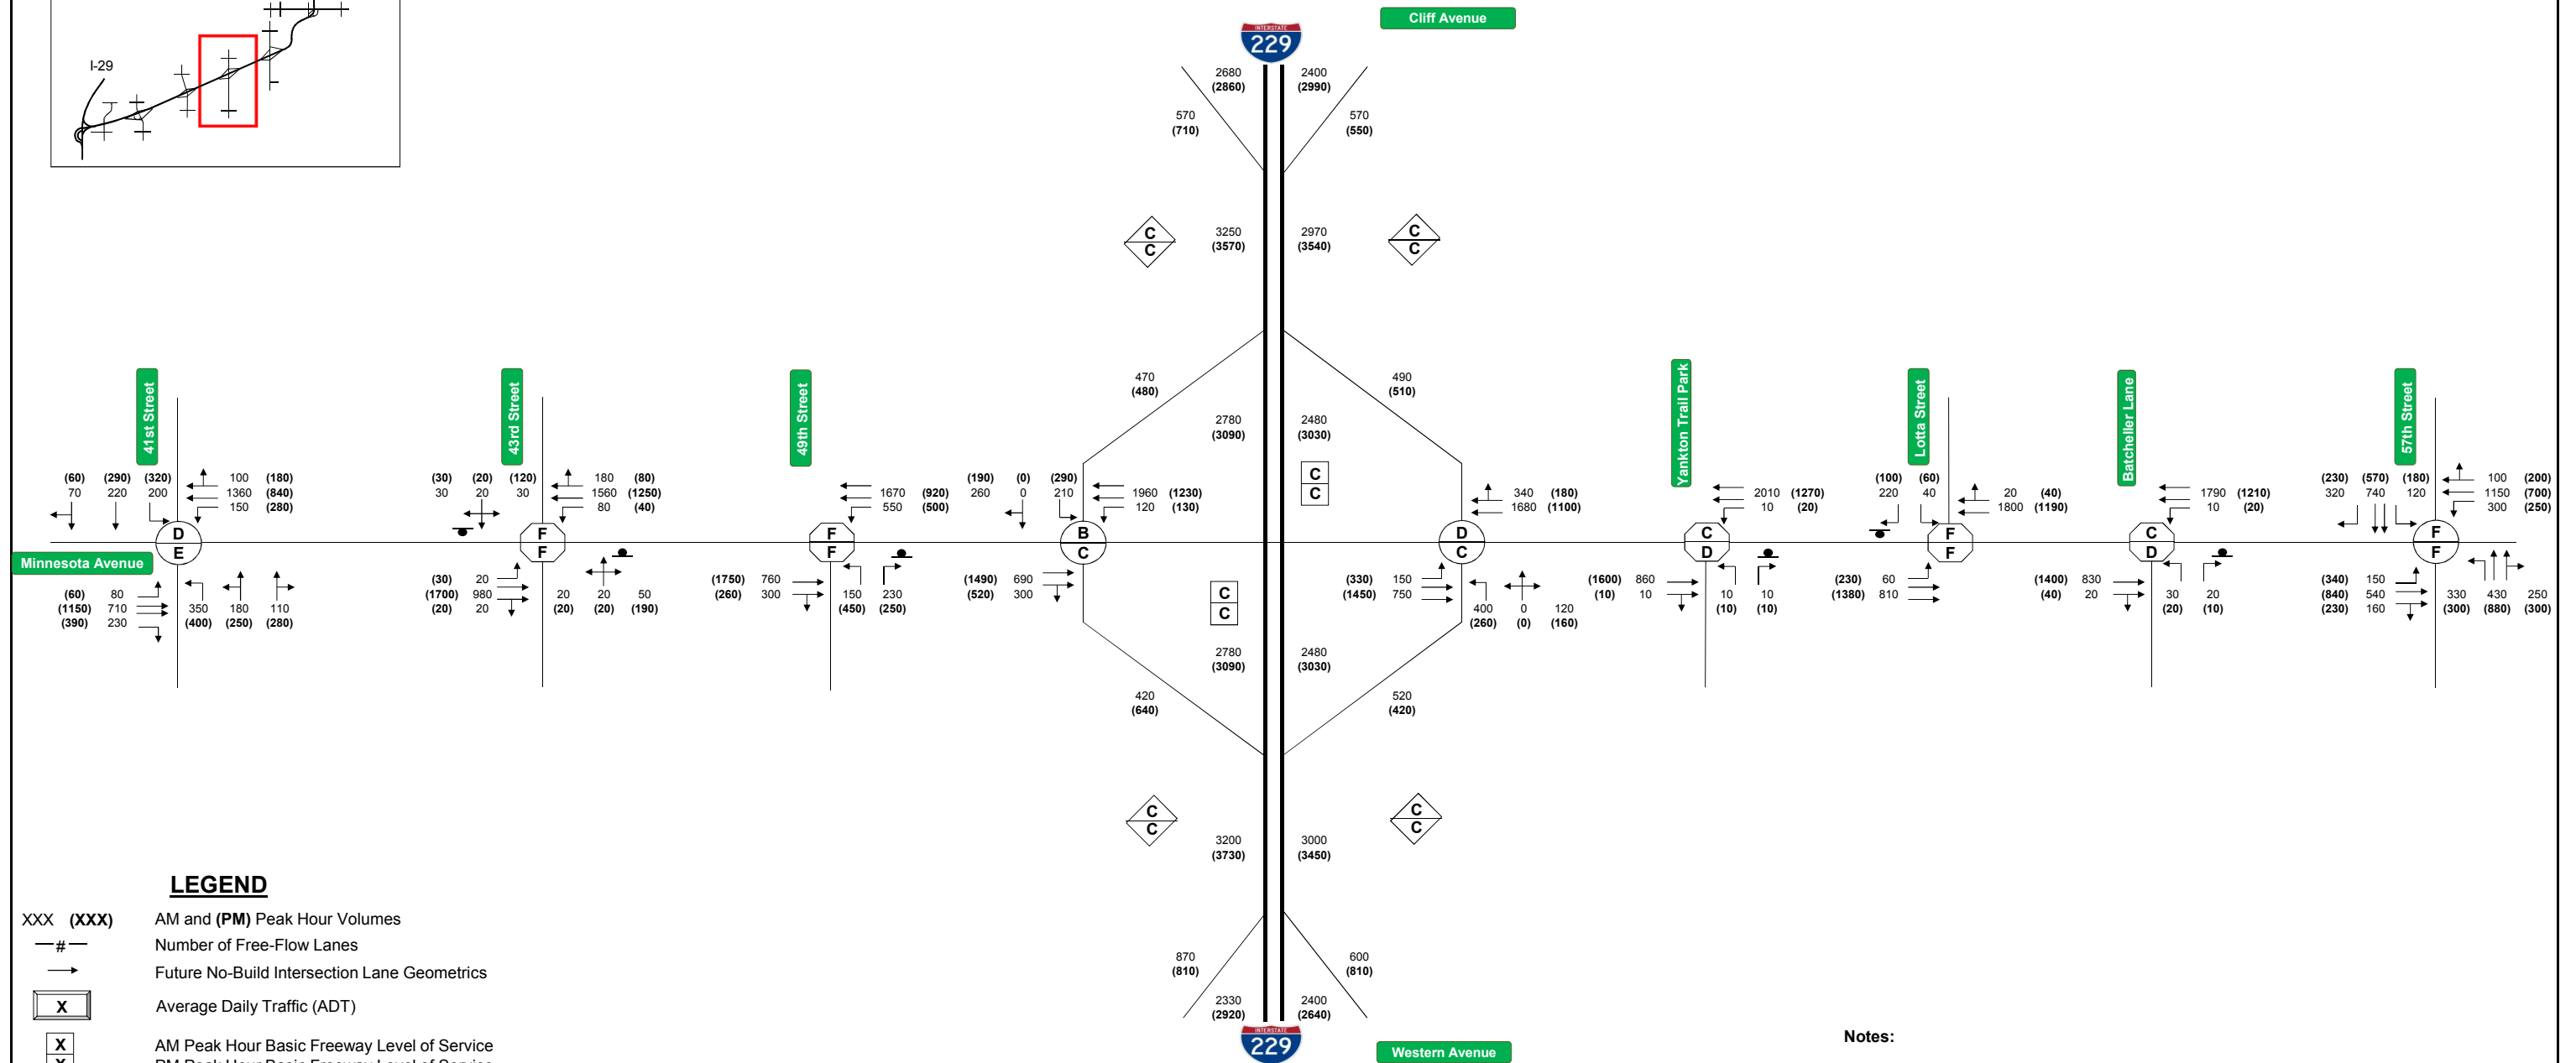 Cliff Avenue
INTERSTATE
229
I-29
2680 2400
(2860) (2990)
570 570
(710) (550)
C 3250 2970 C
C (3570) (3540) C
41st Street
43rd Street
49th Street
Yankton Trail Park
Lotta Street
Batcheller Lane
57th Street
470 490
(480) (510)
2780 2480
(3090) (3030)
C
C
(60) (290) (320) 100 (180)
70 220 200 1360 (840)
150 (280)
D
E
Minnesota Avenue
(60) 80
(1150) 710 350 180 110
(390) 230 (400) (250) (280)
(30) (20) (120) 180 (80)
30 20 30 1560 (1250)
80 (40)
F
F
(30) 20
(1700) 980 20 20 50
(20) 20 (20) (20) (190)
1670 (920)
550 (500)
F
F
(1750) 760 150 230
(260) 300 (450) (250)
(190) (0) (290)
260 0 210 1960 (1230)
120 (130)
B
C
(1490) 690
(520) 300
340 (180)
1680 (1100)
D
C
(330) 150
(1450) 750 400 0 120
(260) (0) (160)
2010 (1270)
10 (20)
C
D
(1600) 860 10 10
(10) 10 (10) (10)
(100) (60)
220 40 20 (40)
1800 (1190)
F
F
(230) 60
(1380) 810
1790 (1210)
10 (20)
C
D
(1400) 830 30 20
(40) 20 (20) (10)
(230) (570) (180) 100 (200)
320 740 120 1150 (700)
300 (250)
F
F
(340) 150
(840) 540 330 430 250
(230) 160 (300) (880) (300)
C
C
2780 2480
(3090) (3030)
420 520
(640) (420)
C C
C C
3200 3000
(3730) (3450)
870 600
(810) (810)
2330 2400
(2920) (2640)
INTERSTATE
229
Western Avenue
LEGEND
XXX (XXX) AM and (PM) Peak Hour Volumes
# Number of Free-Flow Lanes
Future No-Build Intersection Lane Geometrics
X Average Daily Traffic (ADT)
X AM Peak Hour Basic Freeway Level of Service
X PM Peak Hour Basic Freeway Level of Service
Notes: